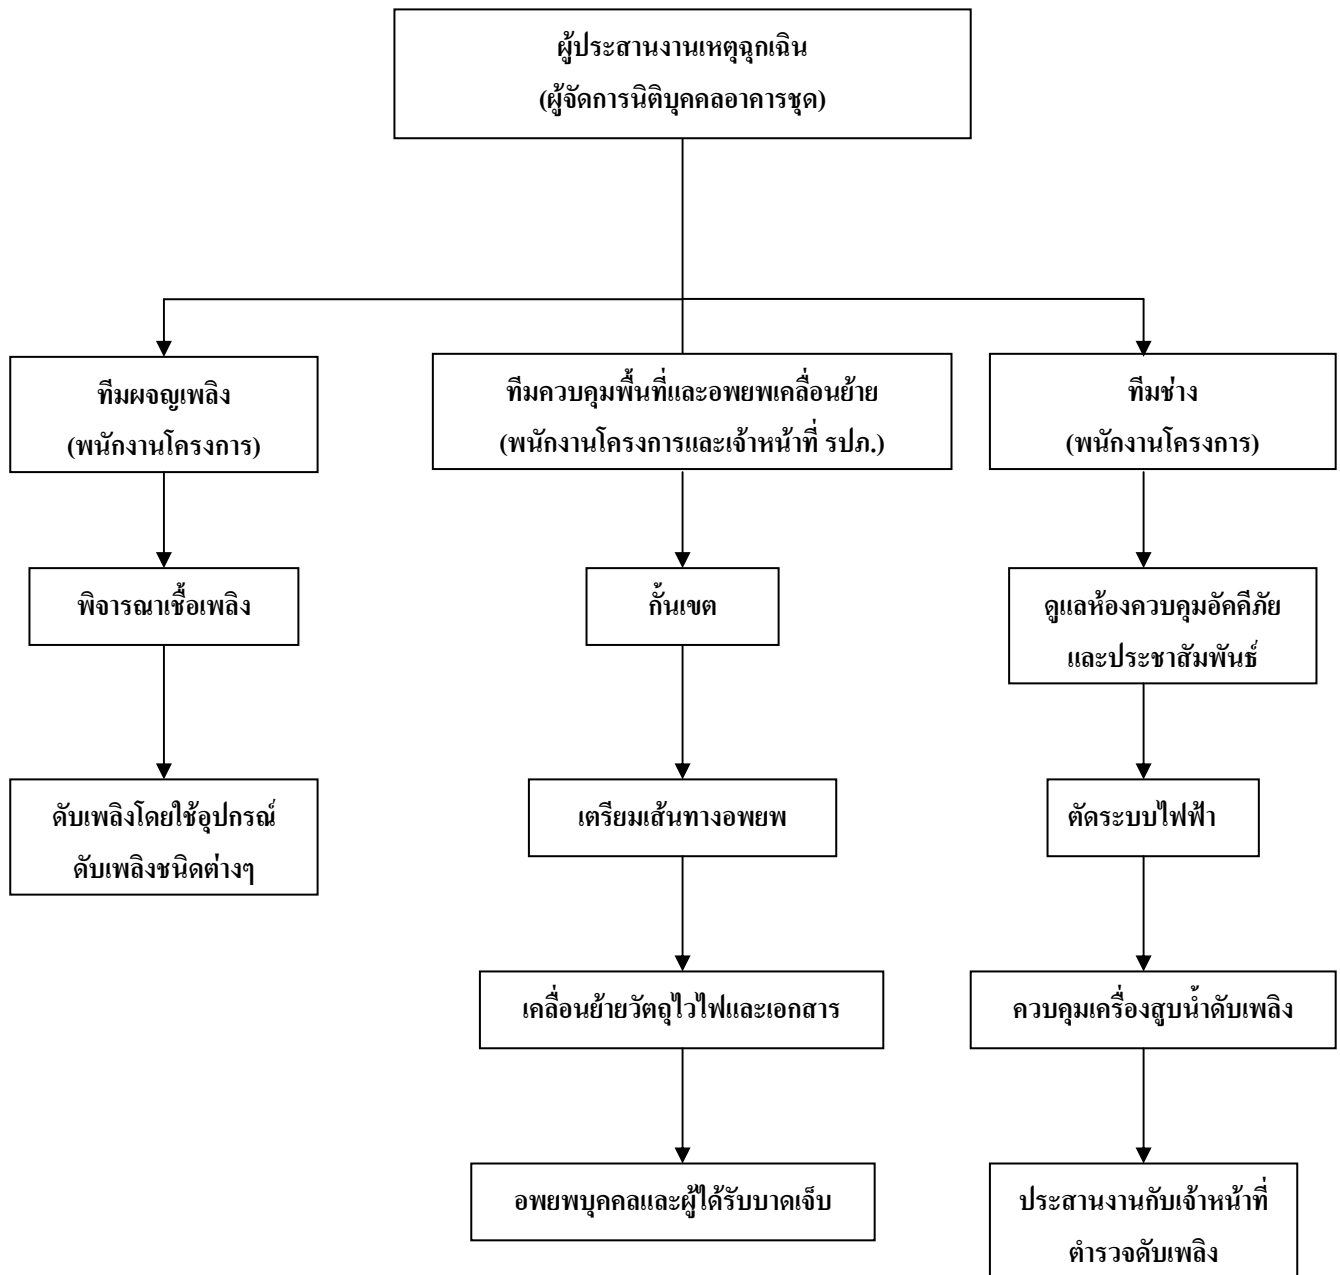 ผู้ประสานงานเหตุฉุกเฉิน
(ผู้จัดการนิติบุคคลอาคารชุด)
ทีมผจญเพลิง
(พนักงานโครงการ)
ทีมควบคุมพื้นที่และอพยพเคลื่อนย้าย
(พนักงานโครงการและเจ้าหน้าที่ รปภ.)
ทีมช่าง
(พนักงานโครงการ)
พิจารณาเชื้อเพลิง
กั้นเขต
ดูแลห้องควบคุมอัคคีภัย
และประชาสัมพันธ์
ดับเพลิงโดยใช้อุปกรณ์
ดับเพลิงชนิดต่างๆ
เตรียมเส้นทางอพยพ
ตัดระบบไฟฟ้า
เคลื่อนย้ายวัตถุไวไฟและเอกสาร
ควบคุมเครื่องสูบน้ำดับเพลิง
อพยพบุคคลและผู้ได้รับบาดเจ็บ
ประสานงานกับเจ้าหน้าที่
ตำรวจดับเพลิง